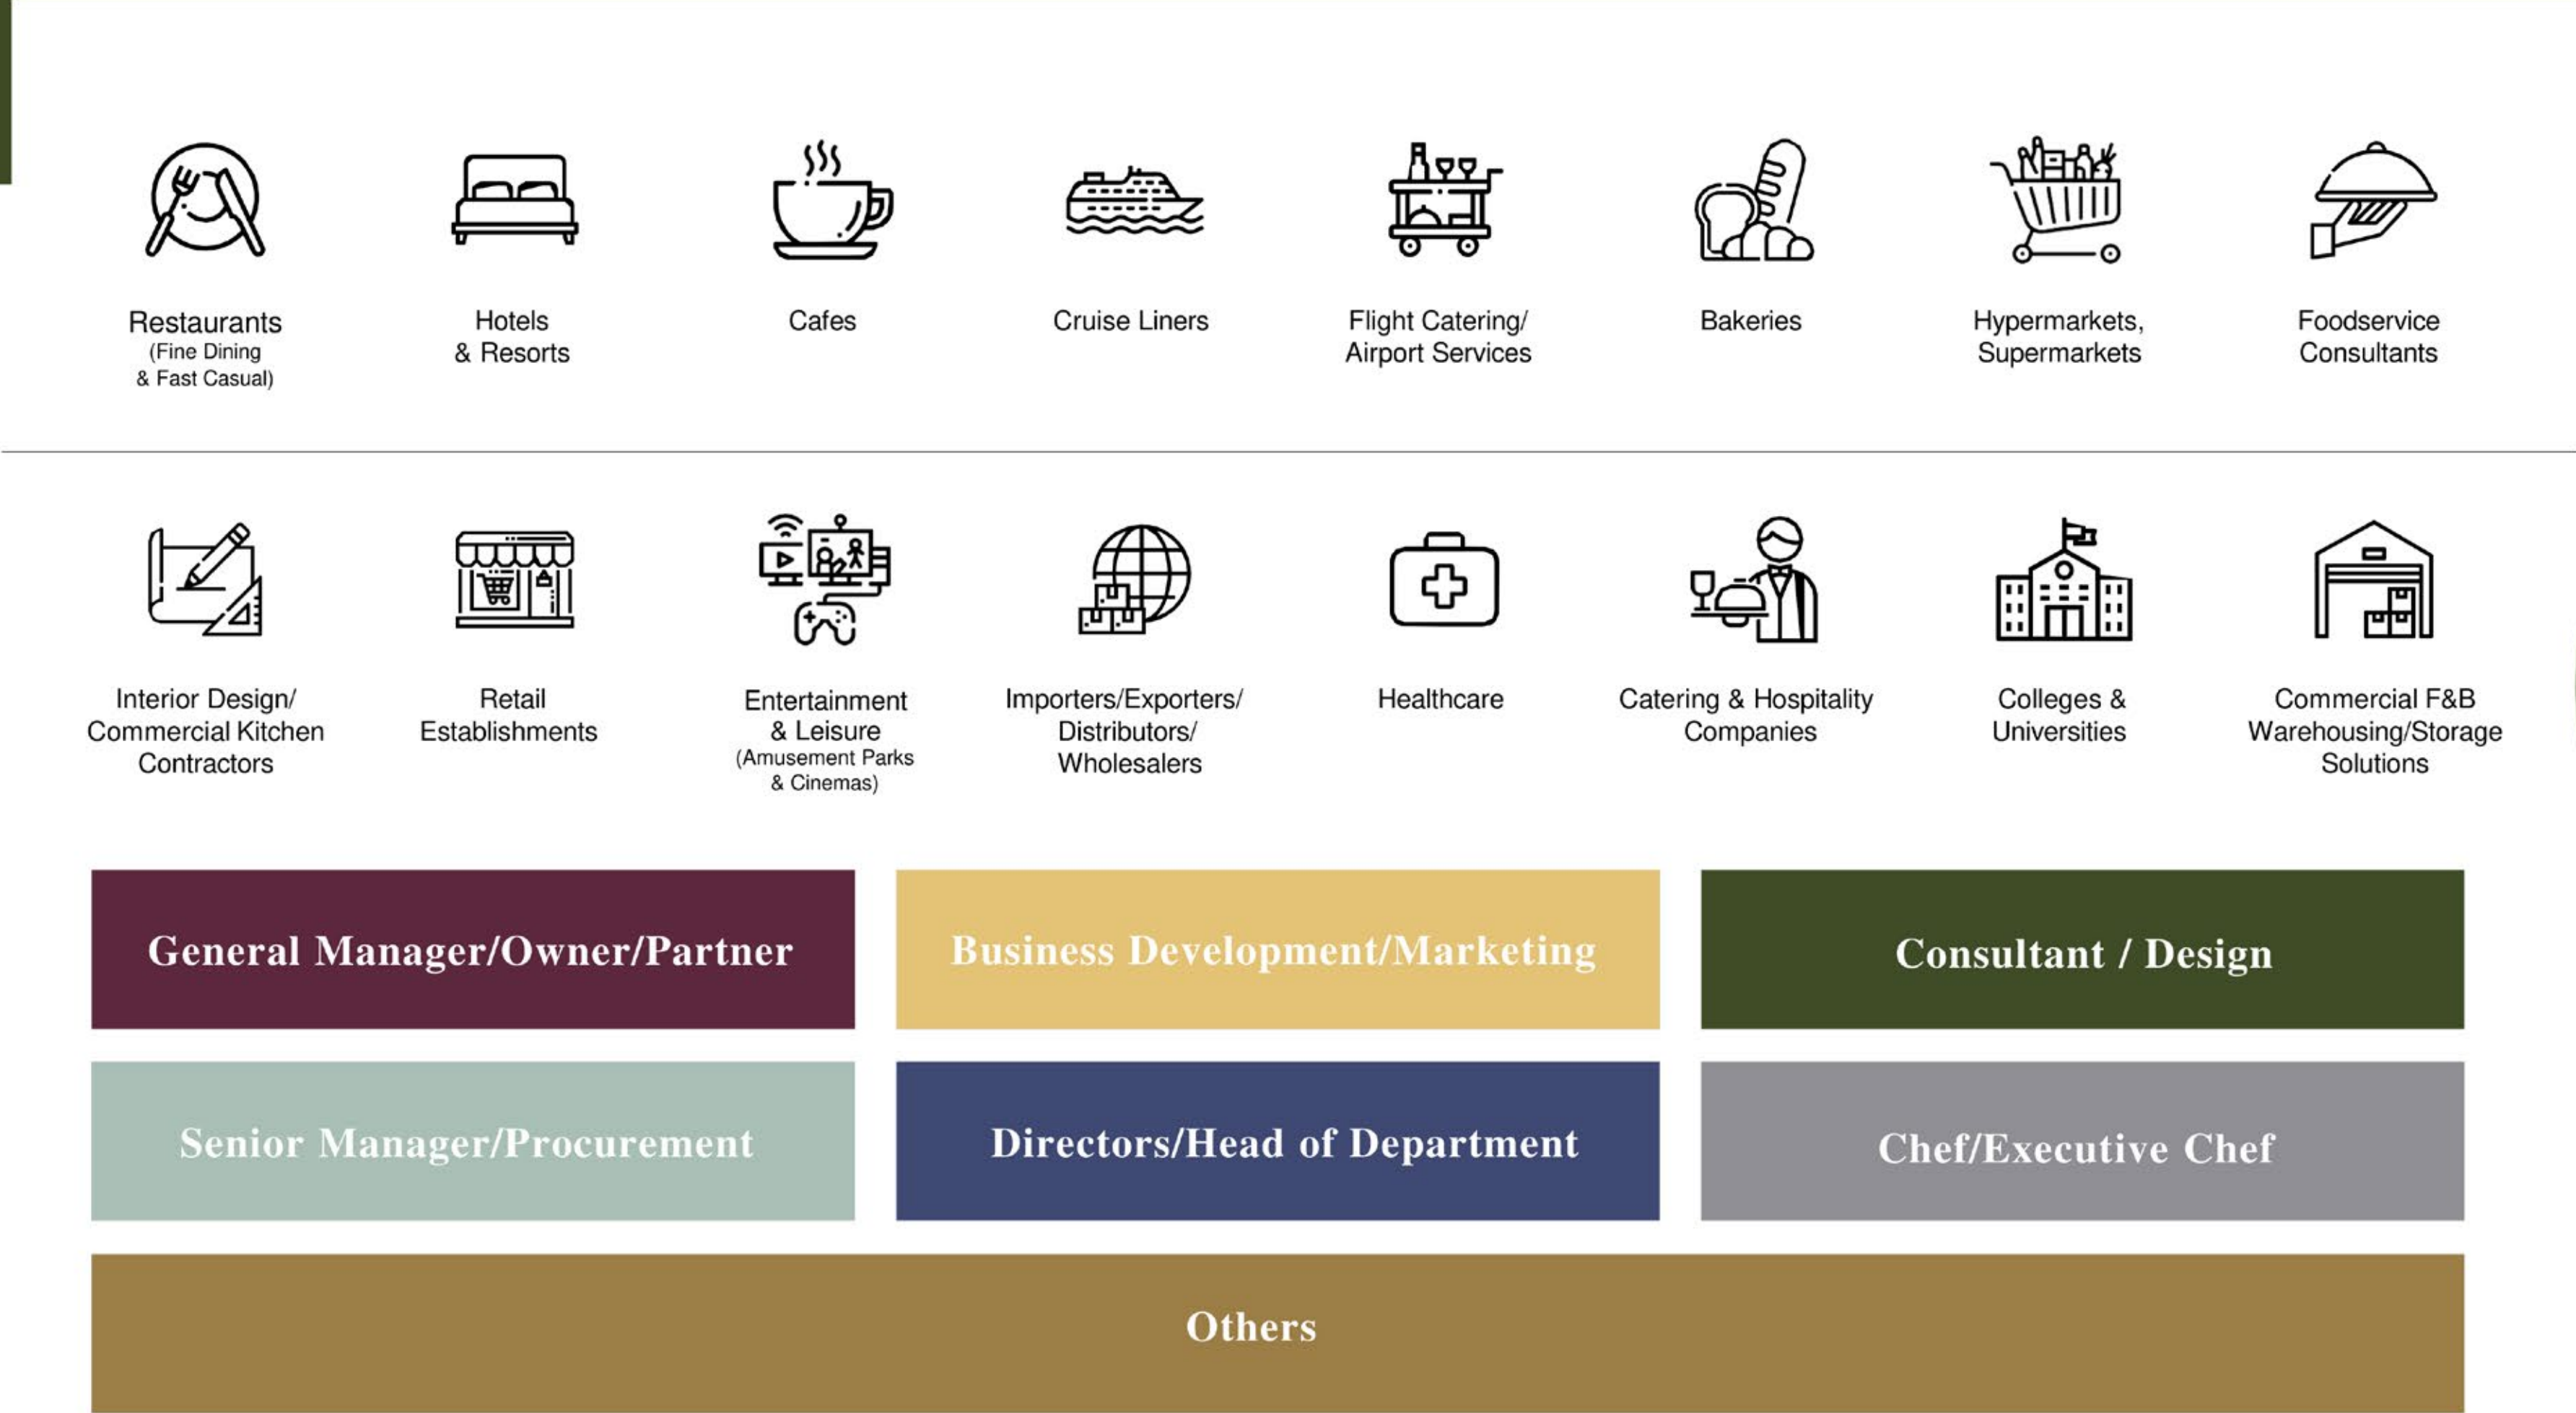 Restaurants
(Fine Dining
& Fast Casual)
Hotels
& Resorts
Cafes
Cruise Liners
Flight Catering/
Airport Services
Bakeries
Hypermarkets,
Supermarkets
Foodservice
Consultants
Interior Design/
Commercial Kitchen
Contractors
Retail
Establishments
Entertainment
& Leisure
(Amusement Parks
& Cinemas)
Importers/Exporters/
Distributors/
Wholesalers
Healthcare
Catering & Hospitality
Companies
Colleges &
Universities
Commercial F&B
Warehousing/Storage
Solutions
General Manager/Owner/Partner
Business Development/Marketing
Consultant / Design
Senior Manager/Procurement
Directors/Head of Department
Chef/Executive Chef
Others